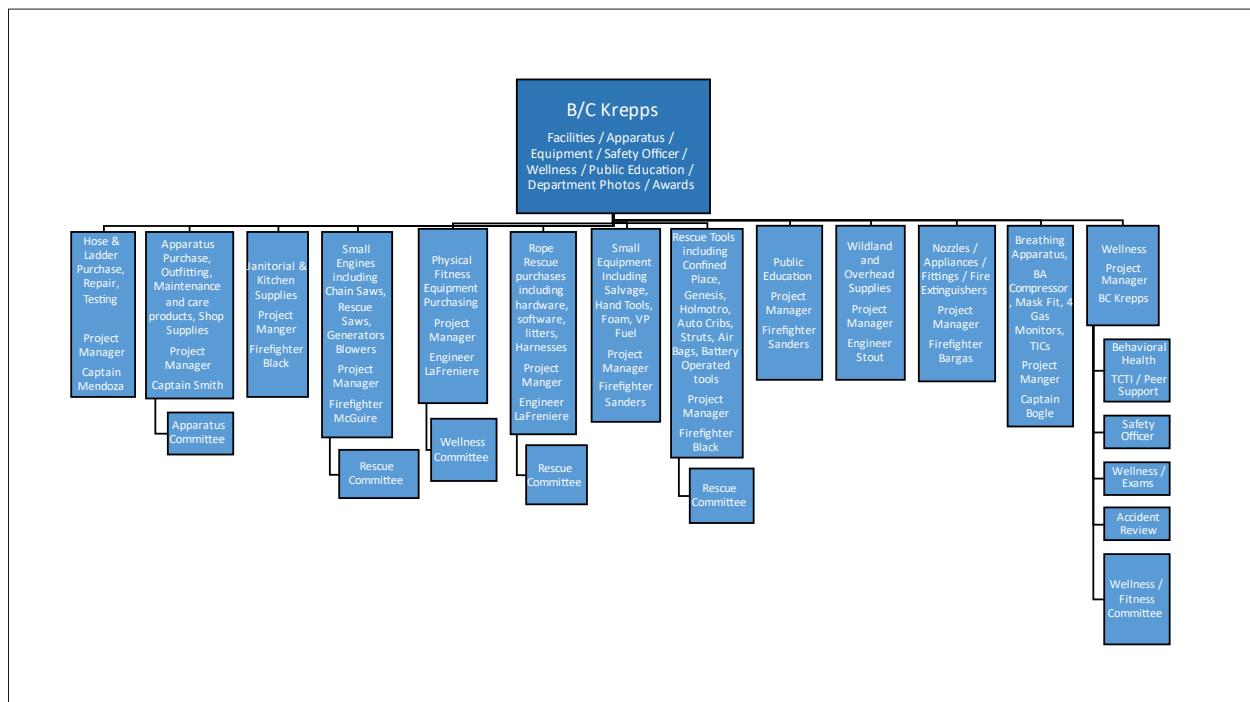 B/C Krepps
Facilities / Apparatus /
Equipment / Safety Officer /
Wellness / Public Education /
Department Photos / Awards
Hose &
Ladder
Purchase,
Repair,
Testing
Project
Manager
Captain
Mendoza
Apparatus
Purchase,
Outfitting,
Maintenance
and care
products, Shop
Supplies
Project
Manager
Captain Smith
Apparatus
Committee
Janitorial &
Kitchen
Supplies
Project
Manger
Firefighter
Black
Small
Engines
including
Chain Saws,
Rescue
Saws,
Generators
Blowers
Project
Manager
Firefighter
McGuire
Rescue
Committee
Physical
Fitness
Equipment
Purchasing
Project
Manager
Engineer
LaFreniere
Wellness
Committee
Rope
Rescue
purchases
including
hardware,
software,
litters,
Harnesses
Project
Manger
Engineer
LaFreniere
Rescue
Committee
Small
Equipment
Including
Salvage,
Hand Tools,
Foam, VP
Fuel
Project
Manager
Firefighter
Sanders
Rescue Tools
including
Confined
Place,
Genesis,
Holmotro,
Auto Cribs,
Struts, Air
Bags, Battery
Operated
tools
Project
Manager
Firefighter
Black
Rescue
Committee
Public
Education
Project
Manager
Firefighter
Sanders
Wildland
and
Overhead
Supplies
Project
Manager
Engineer
Stout
Nozzles /
Appliances /
Fittings / Fire
Extinguishers
Project
Manager
Firefighter
Bargas
Breathing
Apparatus,
BA
Compressor
, Mask Fit, 4
Gas
Monitors,
TICs
Project
Manger
Captain
Bogle
Wellness
Project
Manager
BC Krepps
Behavioral
Health
TCTI / Peer
Support
Safety
Officer
Wellness /
Exams
Accident
Review
Wellness /
Fitness
Committee